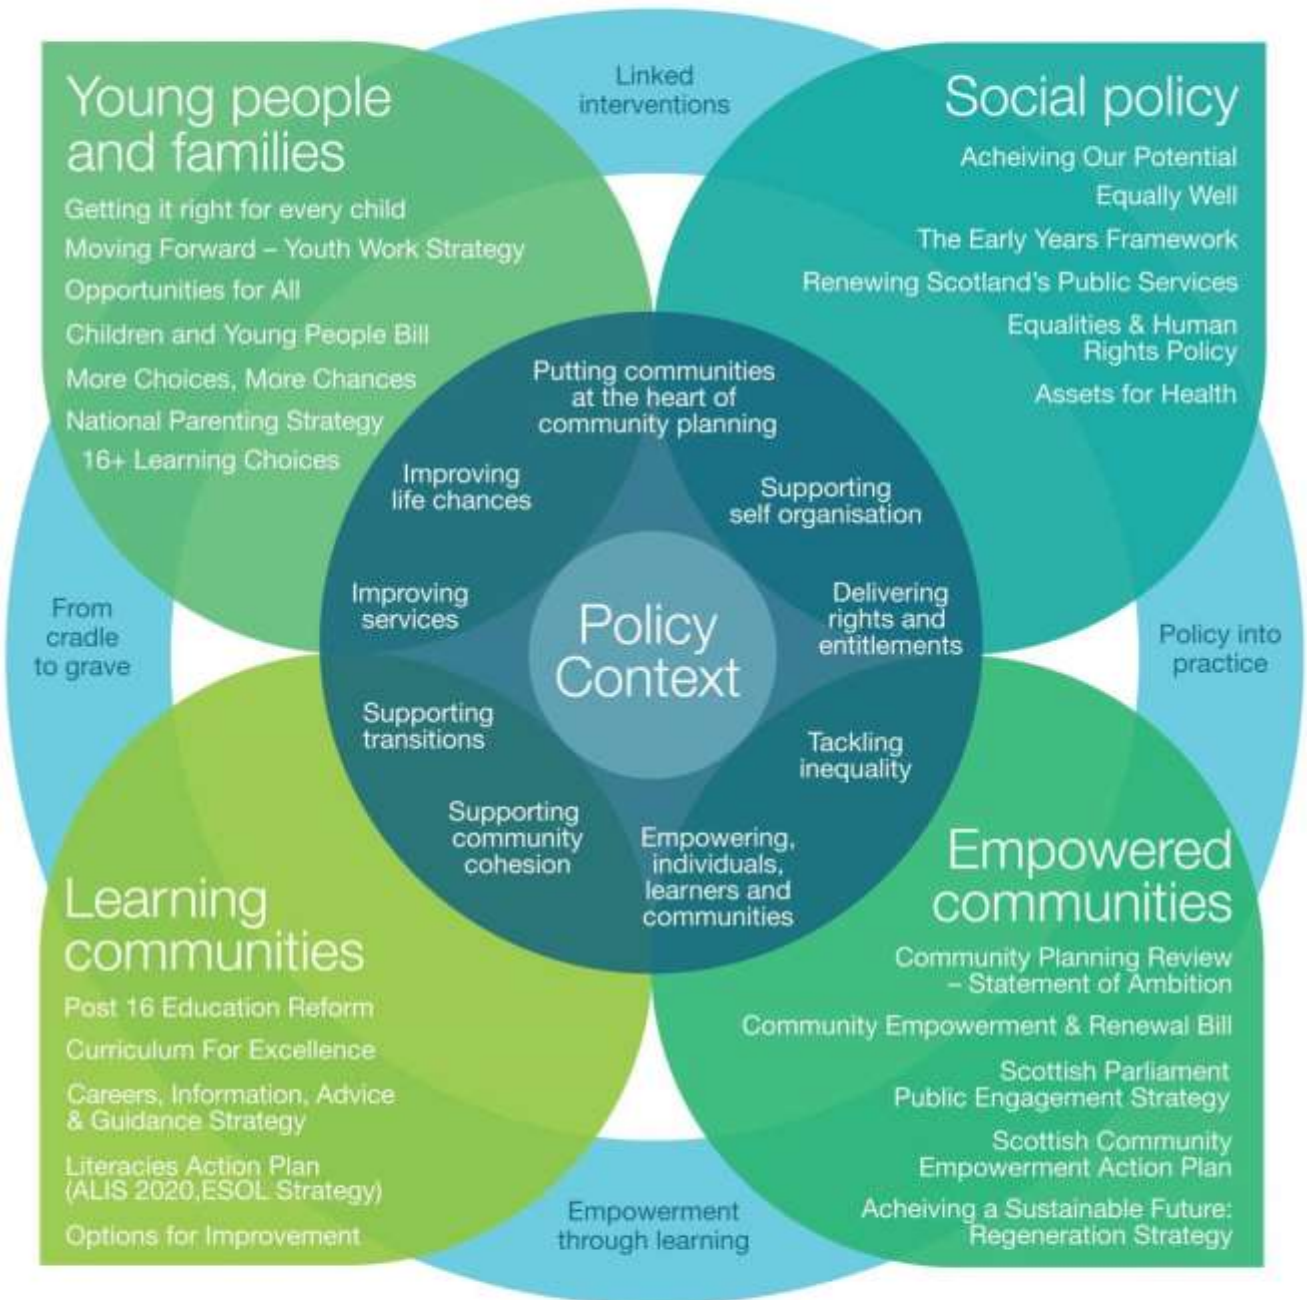 Linked
interventions
Young people
and families
Getting it right for every child
Moving Forward – Youth Work Strategy
Opportunities for All
Children and Young People Bill
More Choices, More Chances
National Parenting Strategy
16+ Learning Choices
Social policy
Acheiving Our Potential
Equally Well
The Early Years Framework
Renewing Scotland's Public Services
Equalities & Human
Rights Policy
Assets for Health
Putting communities
at the heart of
community planning
Improving
life chances
Supporting
self organisation
Improving
services
Delivering
rights and
entitlements
From
cradle
to grave
Policy
Context
Policy into
practice
Supporting
transitions
Tackling
inequality
Supporting
community
cohesion
Empowering,
individuals,
learners and
communities
Learning
communities
Post 16 Education Reform
Curriculum For Excellence
Careers, Information, Advice
& Guidance Strategy
Literacies Action Plan
(ALIS 2020,ESOL Strategy)
Options for Improvement
Empowered
communities
Community Planning Review
– Statement of Ambition
Community Empowerment & Renewal Bill
Scottish Parliament
Public Engagement Strategy
Scottish Community
Empowerment Action Plan
Acheiving a Sustainable Future:
Regeneration Strategy
Empowerment
through learning